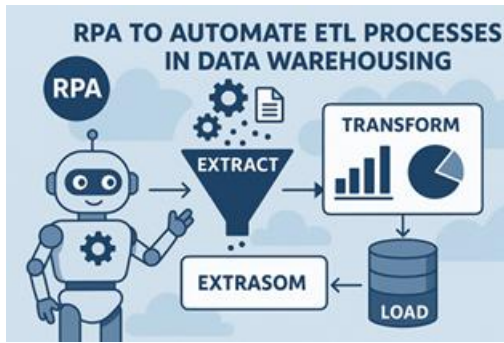 RPA TO AUTOMATE ETL PROCESSES
IN DATA WAREHOUSING
RPA
EXTRACT
TRANSFORM
EXTRASOM
LOAD